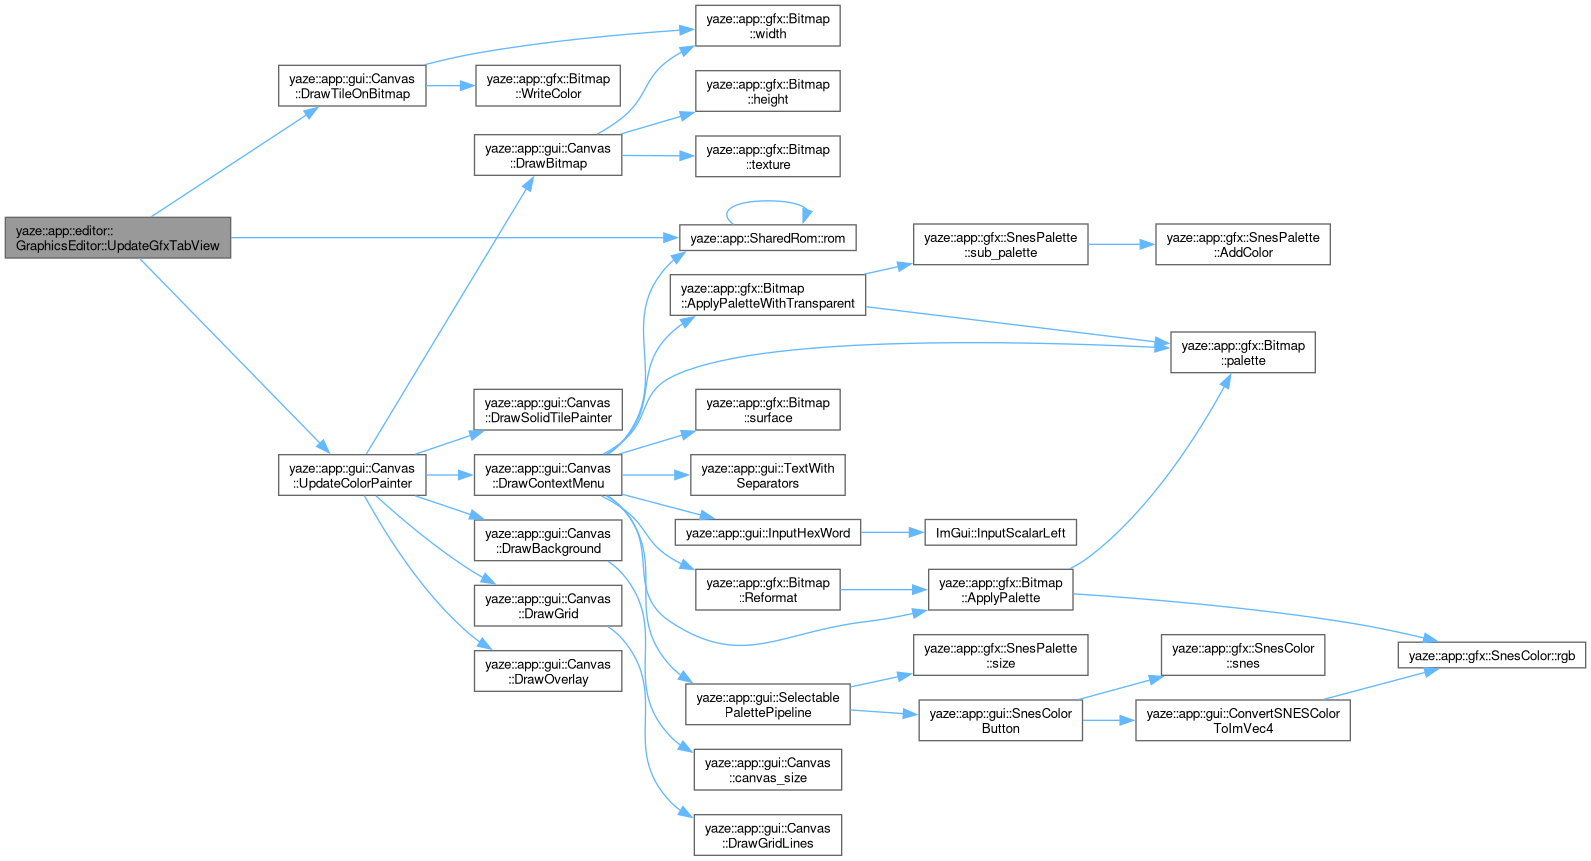 yaze::app::gfx::Bitmap
::width
yaze::app::gui::Canvas
::DrawTileOnBitmap
yaze::app::gfx::Bitmap
::WriteColor
yaze::app::gfx::Bitmap
::height
yaze::app::gui::Canvas
::DrawBitmap
yaze::app::gfx::Bitmap
::texture
yaze::app::editor::
GraphicsEditor::UpdateGfxTabView
yaze::app::SharedRom::rom
yaze::app::gfx::SnesPalette
::sub_palette
yaze::app::gfx::SnesPalette
::AddColor
yaze::app::gfx::Bitmap
::ApplyPaletteWithTransparent
yaze::app::gfx::Bitmap
::palette
yaze::app::gui::Canvas
::DrawSolidTilePainter
yaze::app::gfx::Bitmap
::surface
yaze::app::gui::Canvas
::UpdateColorPainter
yaze::app::gui::Canvas
::DrawContextMenu
yaze::app::gui::TextWith
Separators
yaze::app::gui::Canvas
::DrawBackground
yaze::app::gui::InputHexWord
ImGui::InputScalarLeft
yaze::app::gui::Canvas
::DrawGrid
yaze::app::gfx::Bitmap
::Reformat
yaze::app::gfx::Bitmap
::ApplyPalette
yaze::app::gui::Canvas
::DrawOverlay
yaze::app::gfx::SnesPalette
::size
yaze::app::gfx::SnesColor
::snes
yaze::app::gfx::SnesColor::rgb
yaze::app::gui::Selectable
PalettePipeline
yaze::app::gui::SnesColor
Button
yaze::app::gui::ConvertSNESColor
ToImVec4
yaze::app::gui::Canvas
::canvas_size
yaze::app::gui::Canvas
::DrawGridLines